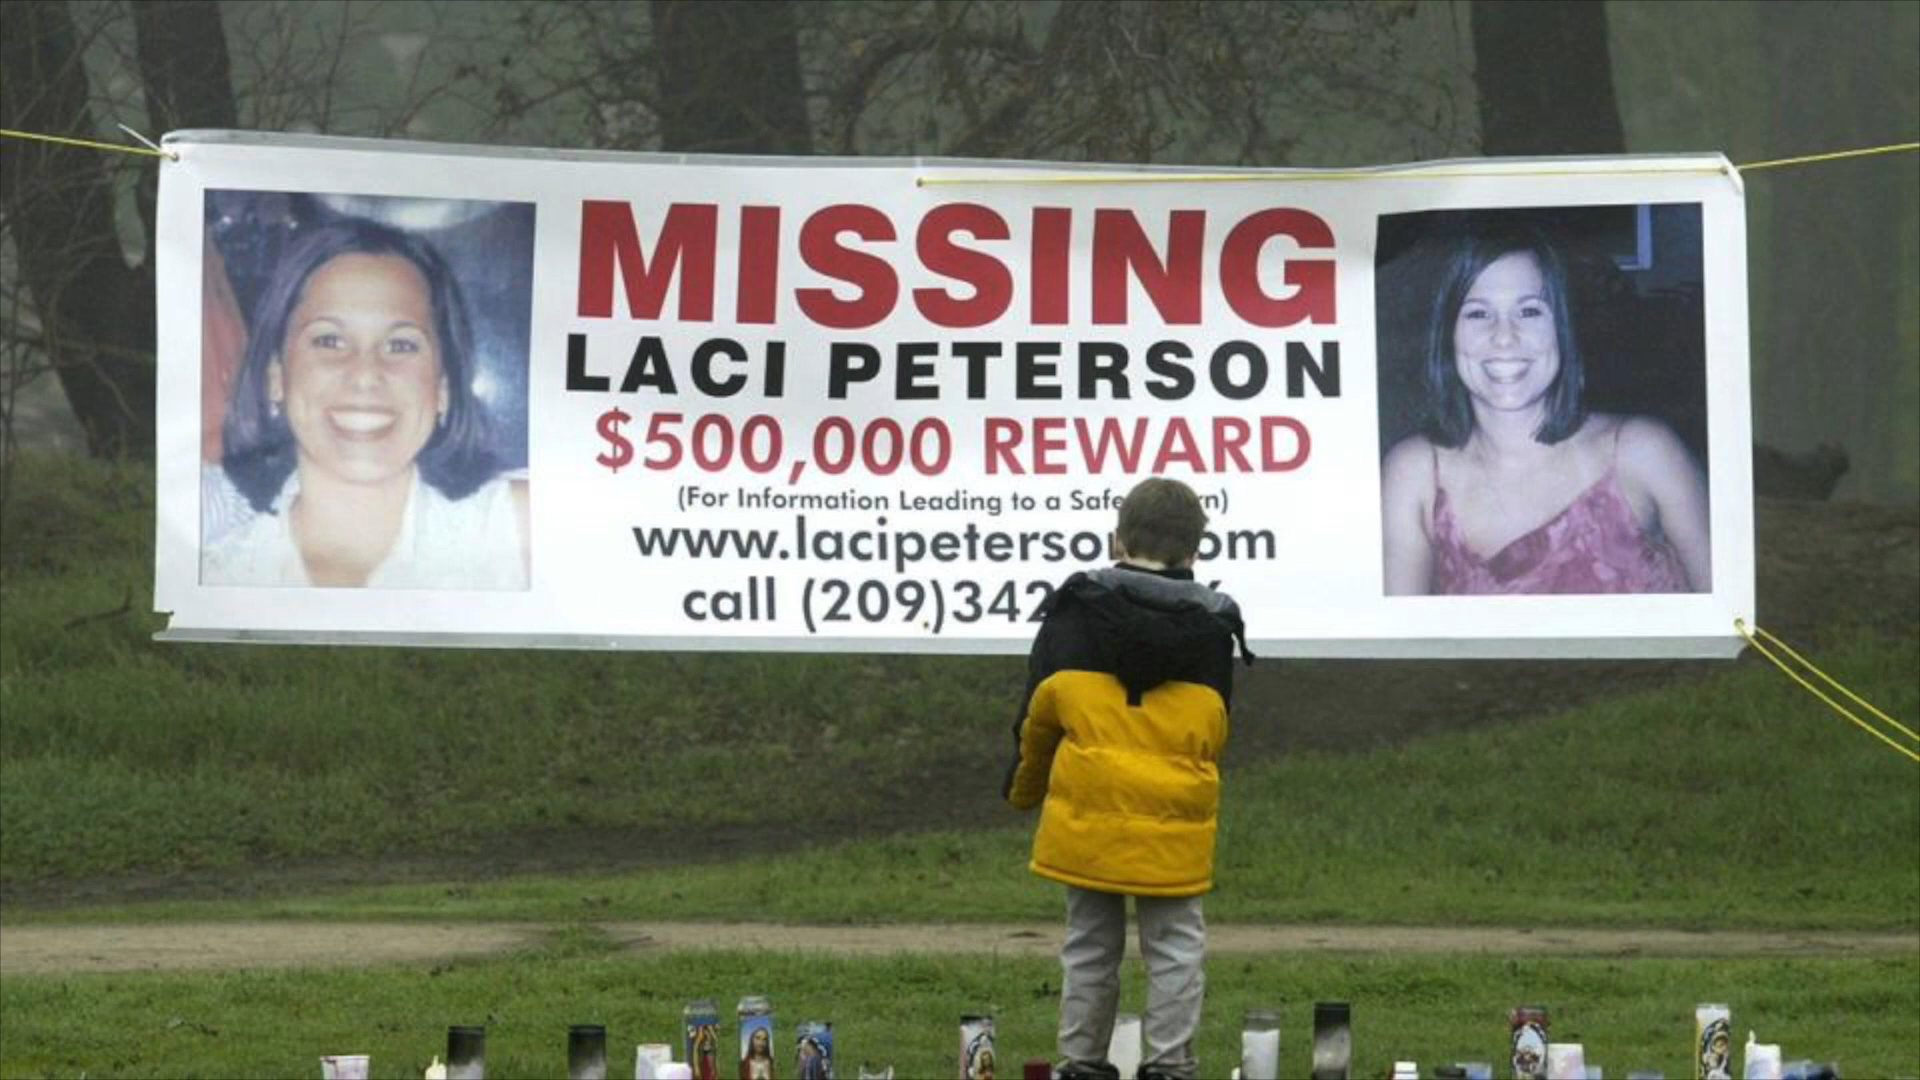 MISSING
LACI PETERSON
$500,000 REWARD
(For Information Leading to a Safe
www.lacipeterso
call (209)342